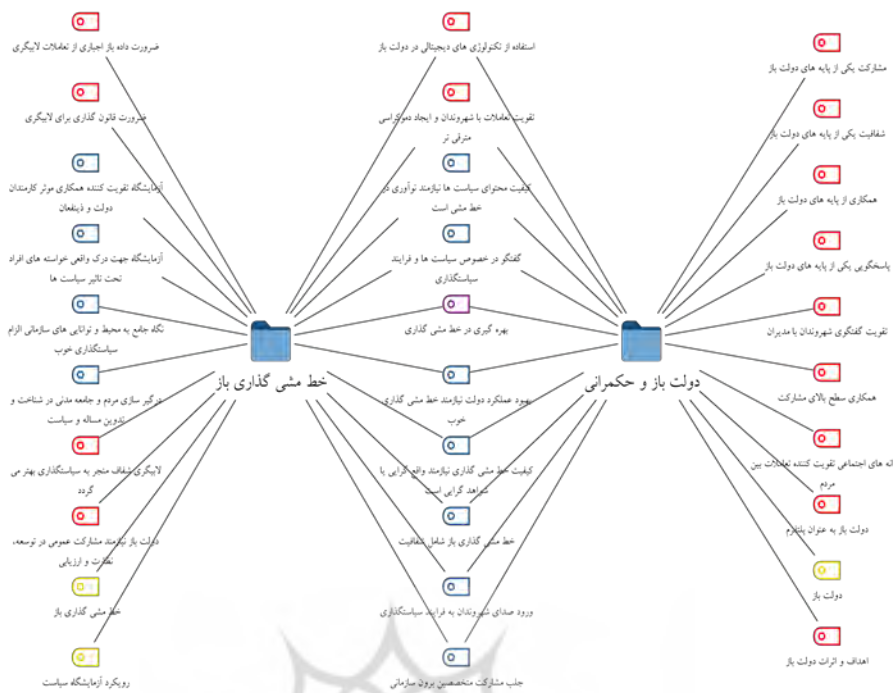 ضرورت داده باز اجباری از تعاملات لابیگری
ضرورت قانون گذاری برای لابیگری
آزمایشگاه تقویت کننده همکاری موثر کارمندان
دولت و ذینفعان
آزمایشگاه جهت درک واقعی خواسته های افراد
تحت تاثیر سیاست ها
نگاه جامع به محیط و توانایی های سازمانی الزام
سیاستگذاری خوب
درگیر سازی مردم و جامعه مدنی در شناخت و
تدوین مساله و سیاست
لابیگری شفاف منجر به سیاستگذاری بهتر می
گردد
دولت باز نیازمند مشارکت عمومی در توسعه،
نظارت و ارزیابی
خط مشی گذاری باز
رویکرد آزمایشگاه سیاست
خط مشی گذاری باز
استفاده از تکنولوژی های دیجیتالی در دولت باز
تقویت تعاملات با شهروندان و ایجاد دموکراسی
مترقی تر
کیفیت محتوای سیاست ها نیازمند نوآوری در
خط مشی است
گفتگو در خصوص سیاست ها و فرایند
سیاستگذاری
بهره گیری در خط مشی گذاری
بهبود عملکرد دولت نیازمند خط مشی گذاری
خوب
کیفیت خط مشی گذاری نیازمند واقع گرایی یا
شواهد گرایی است
خط مشی گذاری باز شامل شفافیت
ورود صدای شهروندان به فرایند سیاستگذاری
جلب مشارکت متخصصین برون سازمانی
دولت باز و حکمرانی
مشارکت یکی از پایه های دولت باز
شفافیت یکی از پایه های دولت باز
همکاری از پایه های دولت باز
پاسخگویی یکی از پایه های دولت باز
تقویت گفتگوی شهروندان با مدیران
همکاری سطح بالای مشارکت
انه های اجتماعی تقویت کننده تعاملات بین
مردم
دولت باز به عنوان پلتفرم
دولت باز
اهداف و اثرات دولت باز